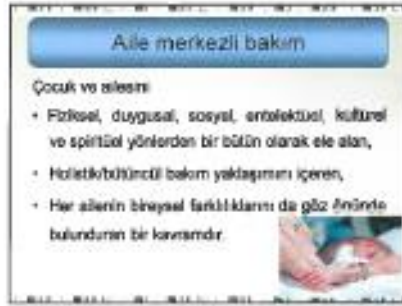 Aile merkezli bakım
Çocuk ve ailesini
• Fiziksel, duygusal, sosyal, entelektüel, kültürel
ve spiritüel yönlerden bir bütün olarak ele alan,
• Holistik/bütüncül bakım yaklaşımını içeren,
• Her ailenin bireysel farklılıklarını da göz önünde
bulunduran bir kavramdır.